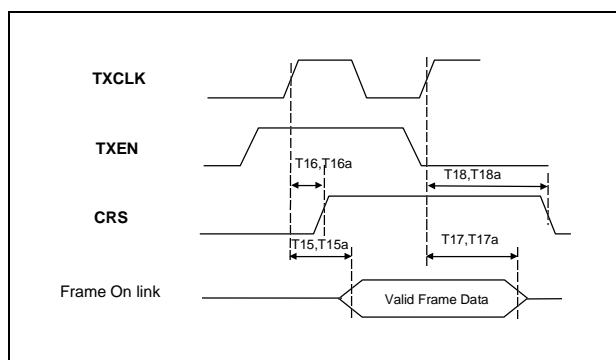 TXCLK
TXEN
T16,T16a
T18,T18a
CRS
T15,T15a
T17,T17a
Frame On link
Valid Frame Data